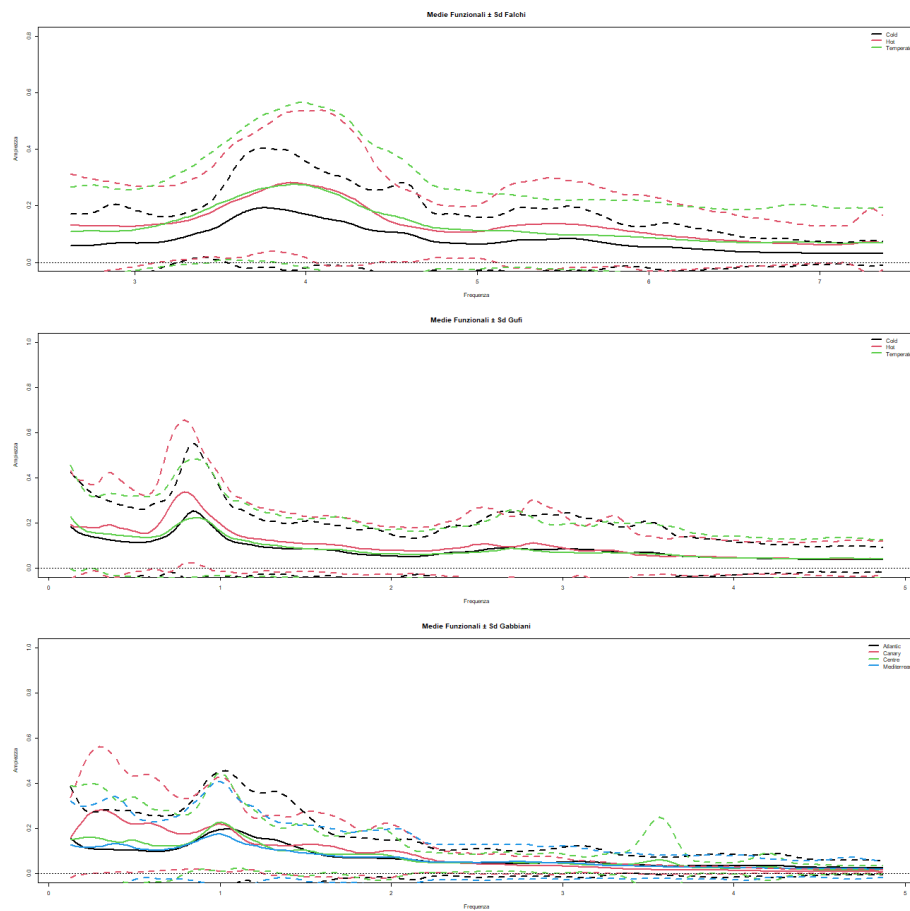 Medie Funzionali ± Sd Falchi
Cold
Hot
Temperate
Ampiezza
0.8
0.6
0.4
0.2
0.0
3
4
5
6
7
Frequenza
Medie Funzionali ± Sd Gufi
Cold
Hot
Temperate
Ampiezza
1.0
0.8
0.6
0.4
0.2
0.0
0
1
2
3
4
5
Frequenza
Medie Funzionali ± Sd Gabbiani
Atlantic
Canary
Centre
Mediterrean
Ampiezza
1.0
0.8
0.6
0.4
0.2
0.0
0
1
2
3
4
5
Frequenza